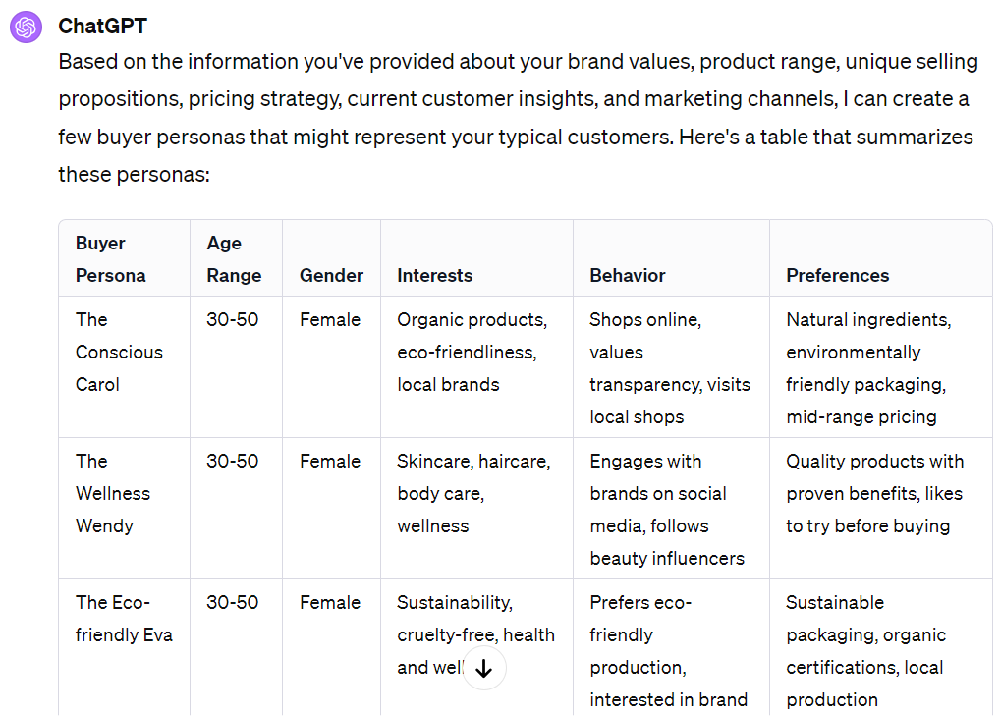 ChatGPT
Based on the information you've provided about your brand values, product range, unique selling
propositions, pricing strategy, current customer insights, and marketing channels, I can create a
few buyer personas that might represent your typical customers. Here's a table that summarizes
these personas:
Buyer
Persona
Age
Range
Gender
Interests
Behavior
Preferences
The
Conscious
Carol
30-50
Female
Organic products,
eco-friendliness,
local brands
Shops online,
values
transparency, visits
local shops
Natural ingredients,
environmentally
friendly packaging,
mid-range pricing
The
Wellness
Wendy
30-50
Female
Skincare, haircare,
body care,
wellness
Engages with
brands on social
media, follows
beauty influencers
Quality products with
proven benefits, likes
to try before buying
The Eco-
friendly Eva
30-50
Female
Sustainability,
cruelty-free, health
and
Prefers eco-
friendly
production,
interested in brand
Sustainable
packaging, organic
certifications, local
production